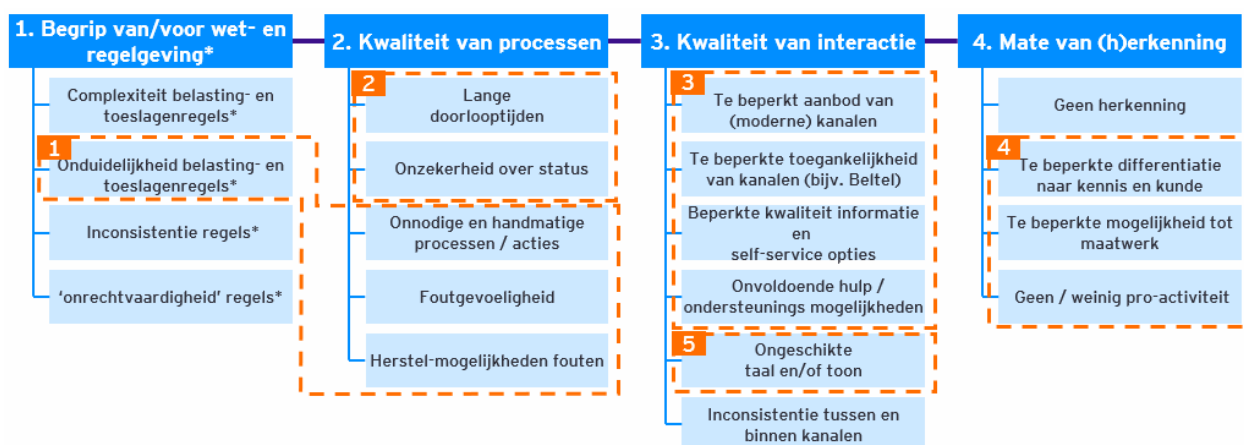 1. Begrip van/voor wet- en
regelgeving*
Complexiteit belasting- en
toeslagenregels*
1
Onduidelijkheid belasting- en
toeslagenregels*
Inconsistentie regels*
‘onrechtvaardigheid’ regels*
2. Kwaliteit van processen
2
Lange
doorlooptijden
Onzekerheid over status
Onnodige en handmatige
processen / acties
Foutgevoeligheid
Herstel-mogelijkheden fouten
3. Kwaliteit van interactie
3
Te beperkt aanbod van
(moderne) kanalen
Te beperkte toegankelijkheid
van kanalen (bijv. Beltel)
Beperkte kwaliteit informatie
en
self-service opties
Onvoldoende hulp /
ondersteunings mogelijkheden
5
Ongeschikte
taal en/of toon
Inconsistentie tussen en
binnen kanalen
4. Mate van (h)erkenning
Geen herkenning
4
Te beperkte differentiatie
naar kennis en kunde
Te beperkte mogelijkheid tot
maatwerk
Geen / weinig pro-activiteit